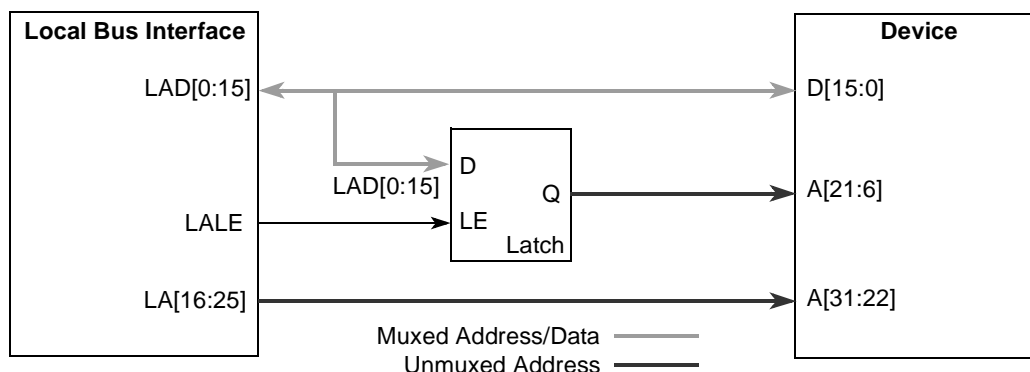 Local Bus Interface
Device
LAD[0:15]
D[15:0]
D
LAD[0:15]
Q
A[21:6]
LALE
LE
Latch
LA[16:25]
A[31:22]
Muxed Address/Data
Unmuxed Address